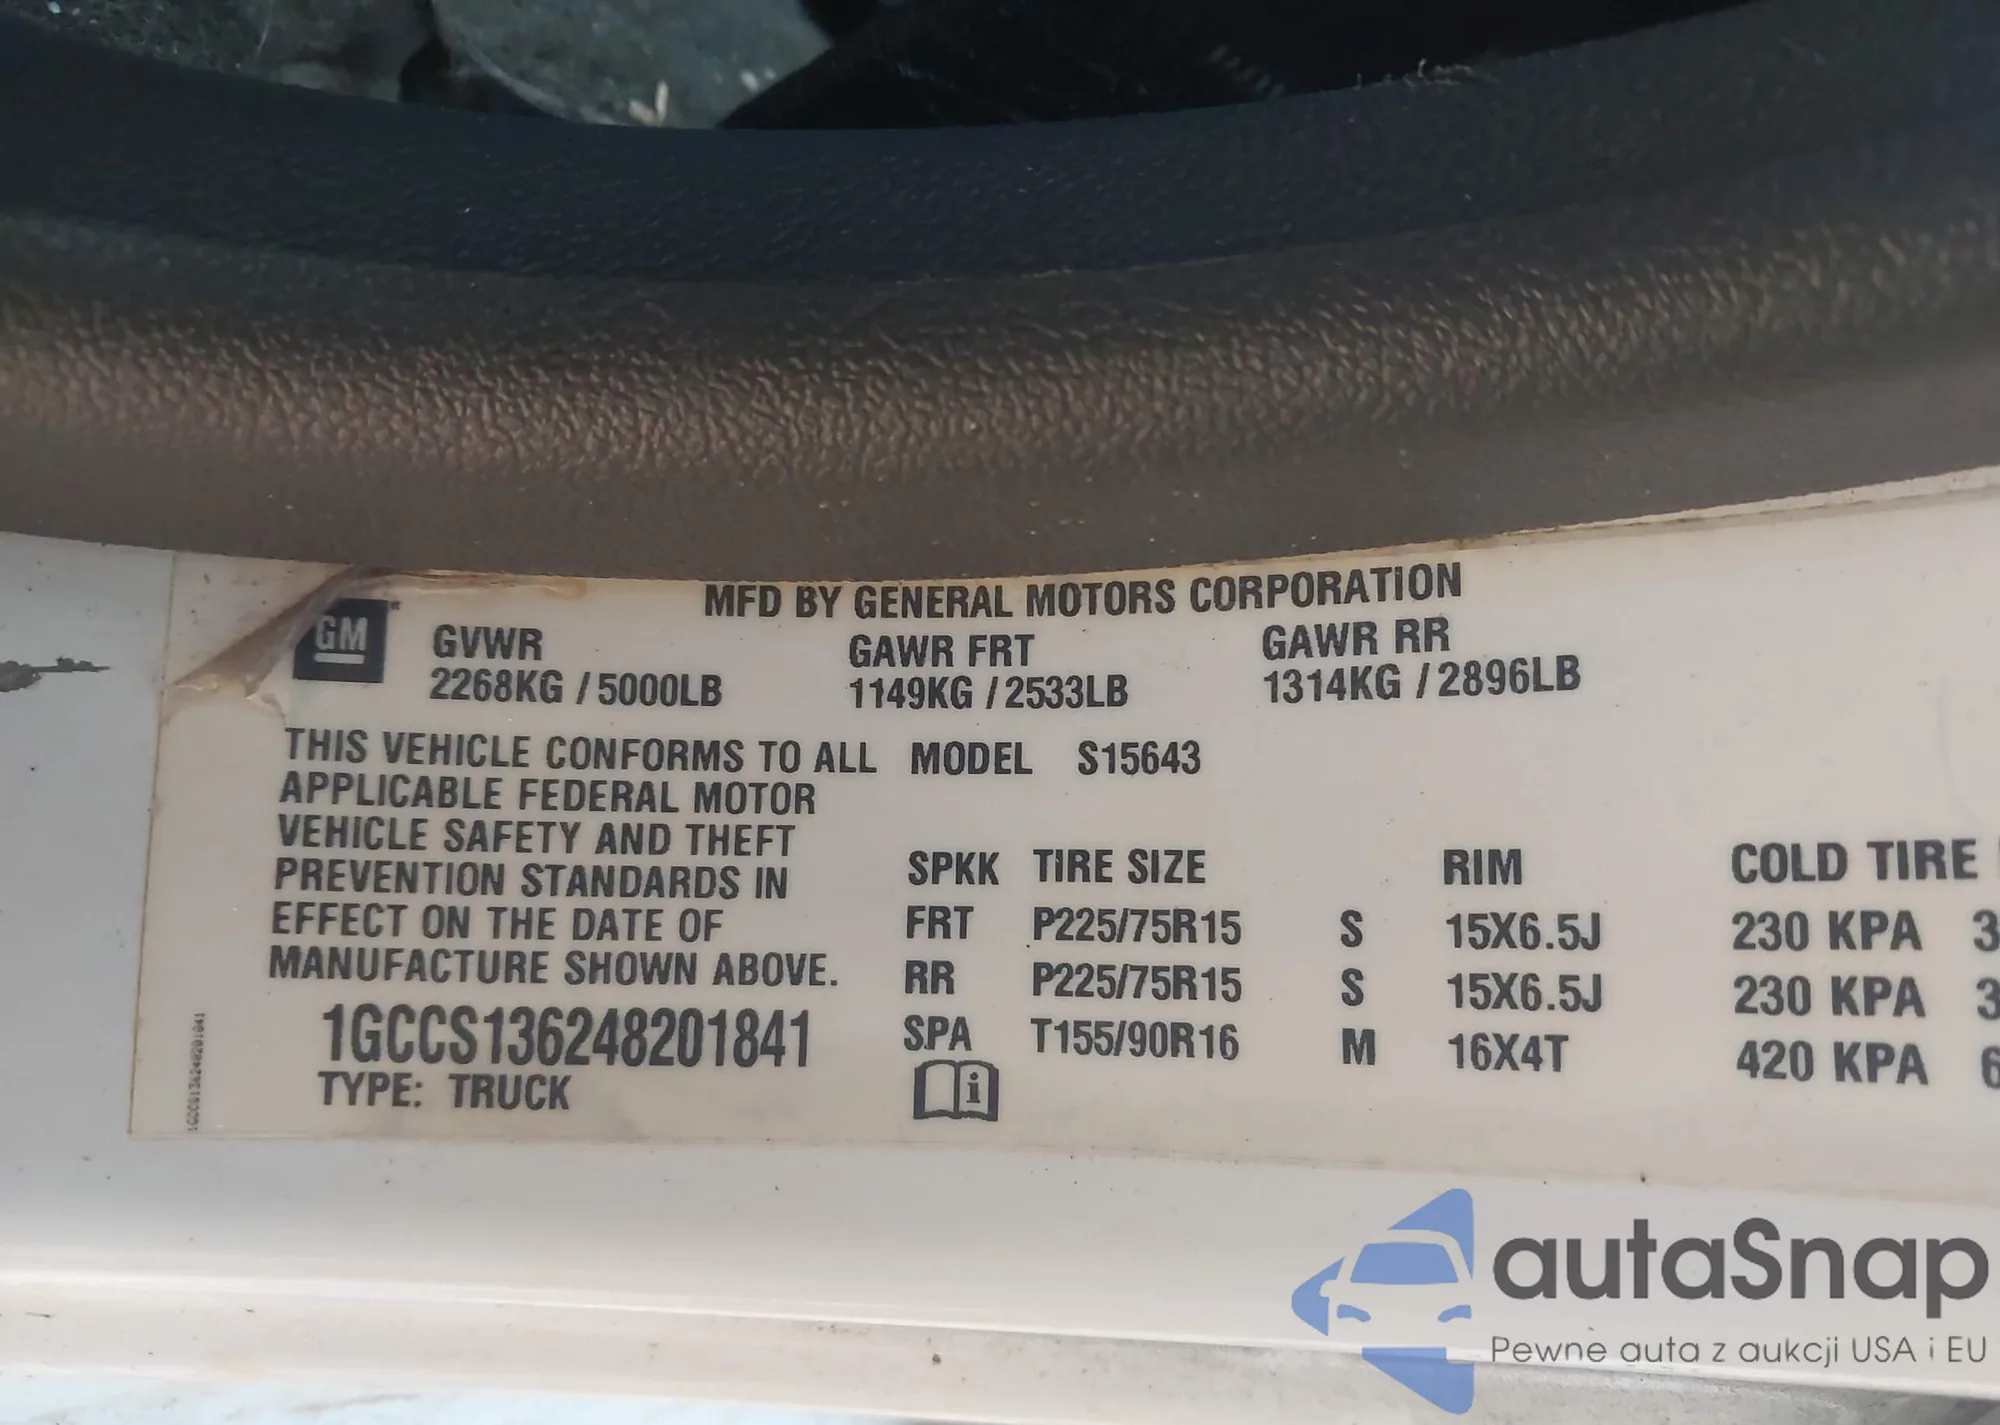 MFD BY GENERAL MOTORS CORPORATION
GM
GVWR GAWR FRT GAWR RR
2268KG / 5000LB 1149KG / 2533LB 1314KG / 2896LB
THIS VEHICLE CONFORMS TO ALL MODEL S15643
APPLICABLE FEDERAL MOTOR
VEHICLE SAFETY AND THEFT
PREVENTION STANDARDS IN
EFFECT ON THE DATE OF
MANUFACTURE SHOWN ABOVE.
1GCCS136248201841
TYPE: TRUCK
SPKK TIRE SIZE RIM COLD TIRE
FRT P225/75R15 S 15X6.5J 230 KPA 3
RR P225/75R15 S 15X6.5J 230 KPA 3
SPA T155/90R16 M 16X4T 420 KPA 6
i
1GCCS136248201841
autaSnap
Pewne auta z aukcji USA i EU